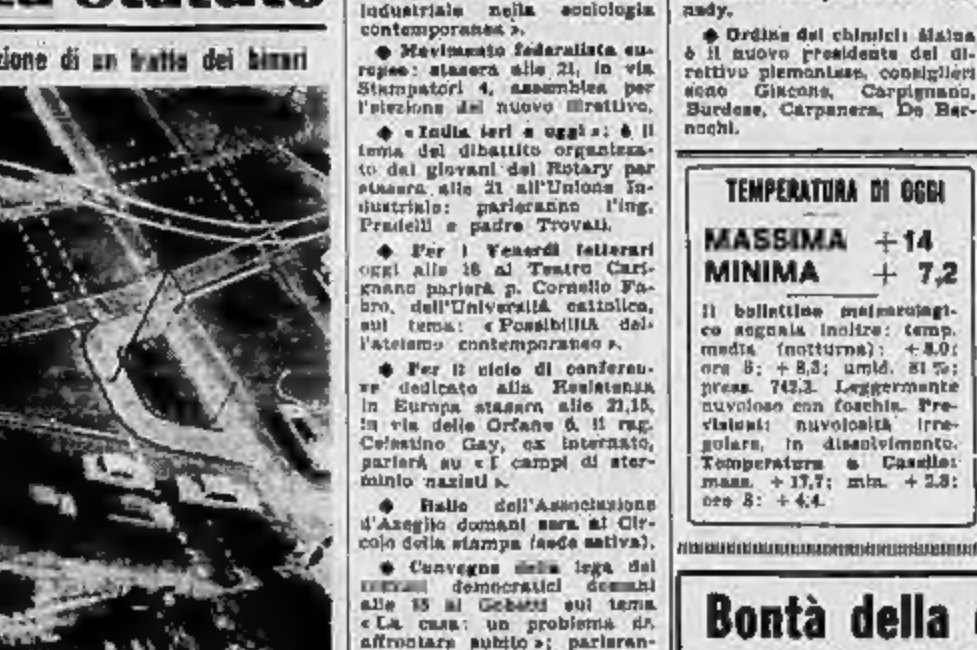 zione di un tratto dei binari
industriale nella sociologia
contemporanea ».
◆ Movimento federalista eu-
ropeo: stasera alle 21, in via
Stampatori 4, assemblea per
l'elezione del nuovo direttivo.
◆ « India ieri e oggi »: è il
tema del dibattito organizza-
to dai giovani del Rotary per
stasera alle 21 all'Unione In-
dustriale: parleranno l'ing.
Pradelli e padre Trovati.
◆ Per i Venerdì letterari
oggi alle 18 al Teatro Cari-
gnano parlerà p. Cornelio Fa-
bro, dell'Università cattolica,
sul tema: « Possibilità del-
l'ateismo contemporaneo ».
◆ Per il ciclo di conferen-
ze dedicato alla Resistenza
in Europa stasera alle 21,15,
in via delle Orfane 6, il rag.
Celestino Gay, ex internato,
parlerà su « I campi di ster-
minio nazisti ».
◆ Ballo dell'Associazione
d'Azeglio domani sera al Cir-
colo della stampa (sede estiva).
◆ Convegno della lega dei
democratici domani
alle 15 al Gobetti sul tema
« La casa: un problema da
affrontare subito »; parleran-
nedy.
◆ Ordine dei chimici: Maina
è il nuovo presidente del di-
rettivo piemontese, consiglieri
sono Giacone, Carpignano,
Burdese, Carpanera, De Ber-
nochi.
TEMPERATURA DI OGGI
MASSIMA + 14
MINIMA + 7,2
Il bollettino meteorologi-
co segnala inoltre: temp.
media (notturna): + 8,0;
ore 8: + 8,3; umid. 81 %;
press. 742,3. Leggermente
nuvoloso con foschia. Pre-
visioni: nuvolosità irre-
golare, in dissolvimento.
Temperatura a Caselle:
mass. + 17,7; min. + 2,8;
ore 8: + 4,4.
Bontà della